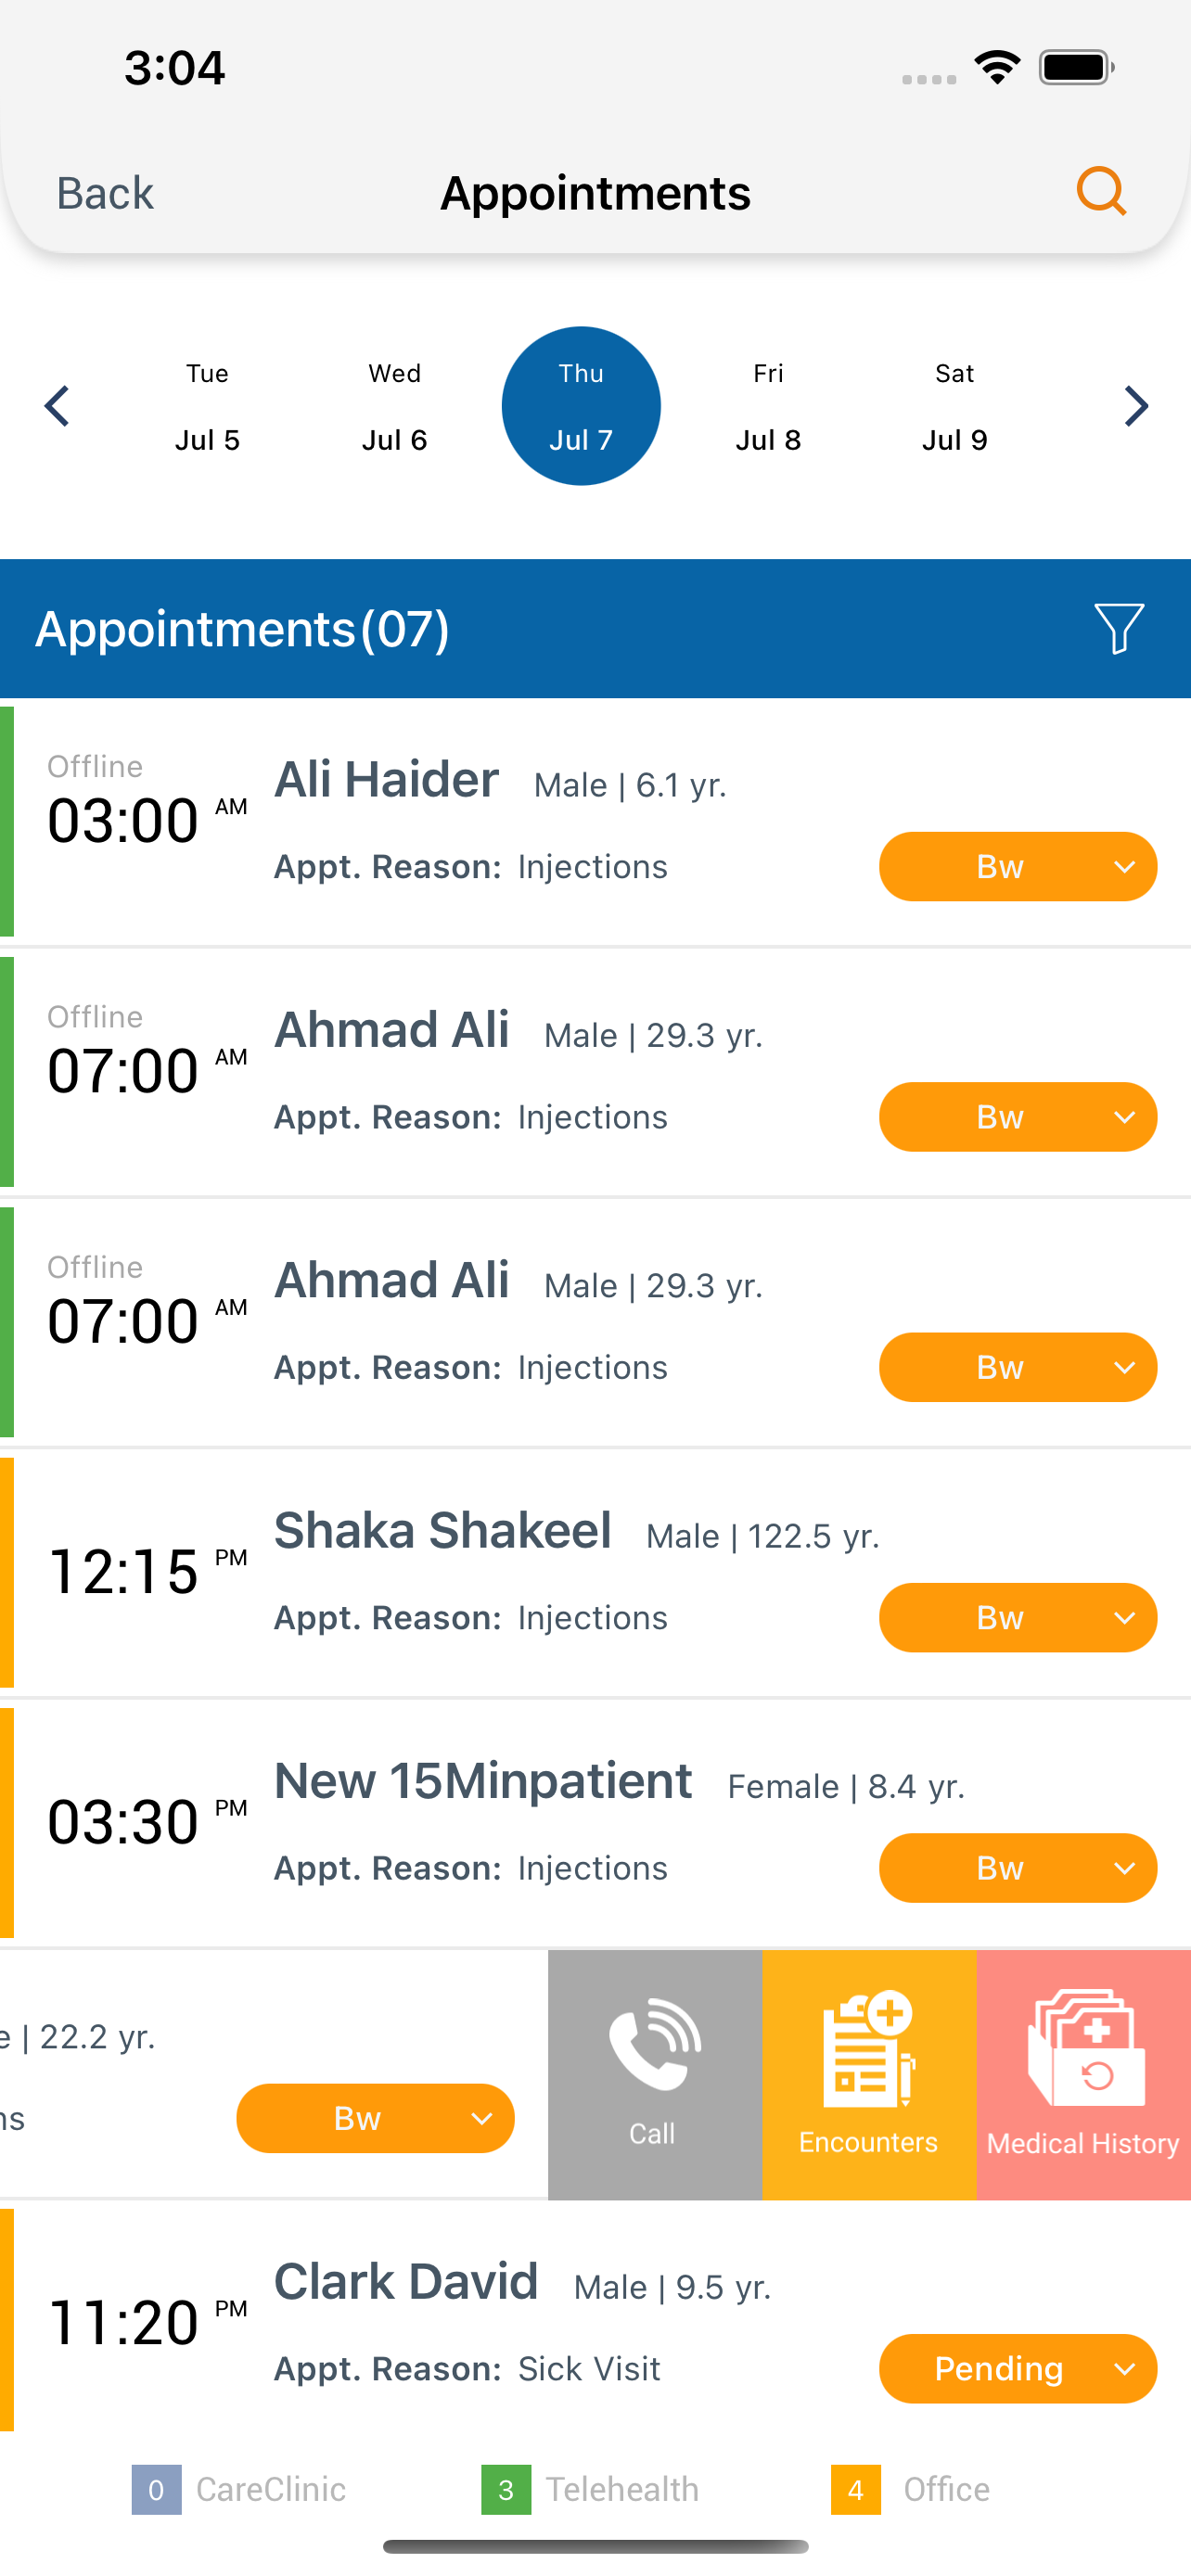 3:04
Back Appointments
Tue Wed Thu Fri Sat
Jul 5 Jul 6 Jul 7 Jul 8 Jul 9
Appointments(07)
Offline
03:00 AM Ali Haider Male | 6.1 yr.
Appt. Reason: Injections Bw
Offline
07:00 AM Ahmad Ali Male | 29.3 yr.
Appt. Reason: Injections Bw
Offline
07:00 AM Ahmad Ali Male | 29.3 yr.
Appt. Reason: Injections Bw
12:15 PM Shaka Shakeel Male | 122.5 yr.
Appt. Reason: Injections Bw
03:30 PM New 15Minpatient Female | 8.4 yr.
Appt. Reason: Injections Bw
e | 22.2 yr.
ns Bw Call Encounters Medical History
11:20 PM Clark David Male | 9.5 yr.
Appt. Reason: Sick Visit Pending
0 CareClinic 3 Telehealth 4 Office